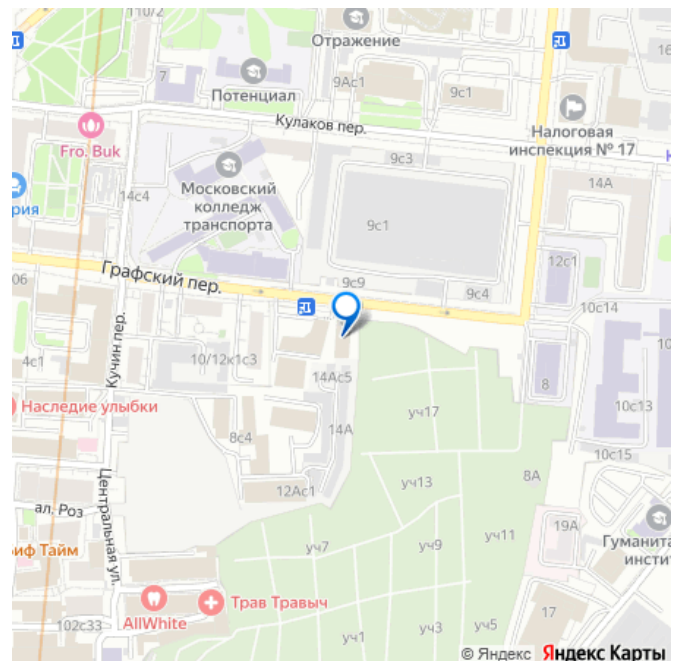 110/2
Отражение
16
7
Потенциал
9Ас1
9с1
Кулаков пер.
Налоговая
инспекция № 17
Fro. Buk
9с3
14с4
Московский
колледж
транспорта
14А
рия
9с1
12с1
Графский пер.
9с9
9с4
10с14
06
4с1
Кучин пер.
10/12к1с3
10
14Ас5
8
Наследие улыбки
уч17
10с13
8с4
14А
10с15
12Ас1
уч13
8А
Центральная ул.
ал. Роз
19А
уч11
иф Тайм
уч7
уч9
Гуманита
инсти
Трав Травыч
AllWhite
17
102с33
уч1
уч3
уч5
© Яндекс Яндекс Карты